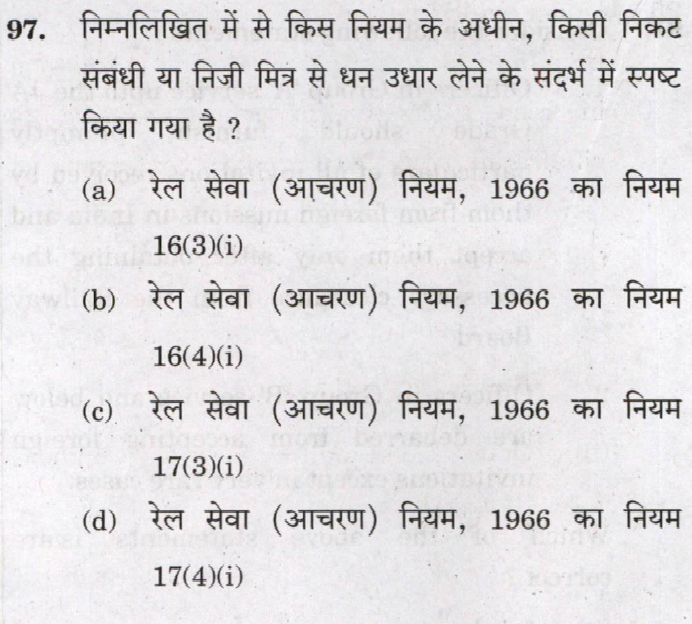 97. निम्नलिखित में से किस नियम के अधीन, किसी निकट
संबंधी या निजी मित्र से धन उधार लेने के संदर्भ में स्पष्ट
किया गया है ?
(a) रेल सेवा (आचरण) नियम, 1966 का नियम
16(3)(i)
(b) रेल सेवा (आचरण) नियम, 1966 का नियम
16(4)(i)
(c) रेल सेवा (आचरण) नियम, 1966 का नियम
17(3)(i)
(d) रेल सेवा (आचरण) नियम, 1966 का नियम
17(4)(i)